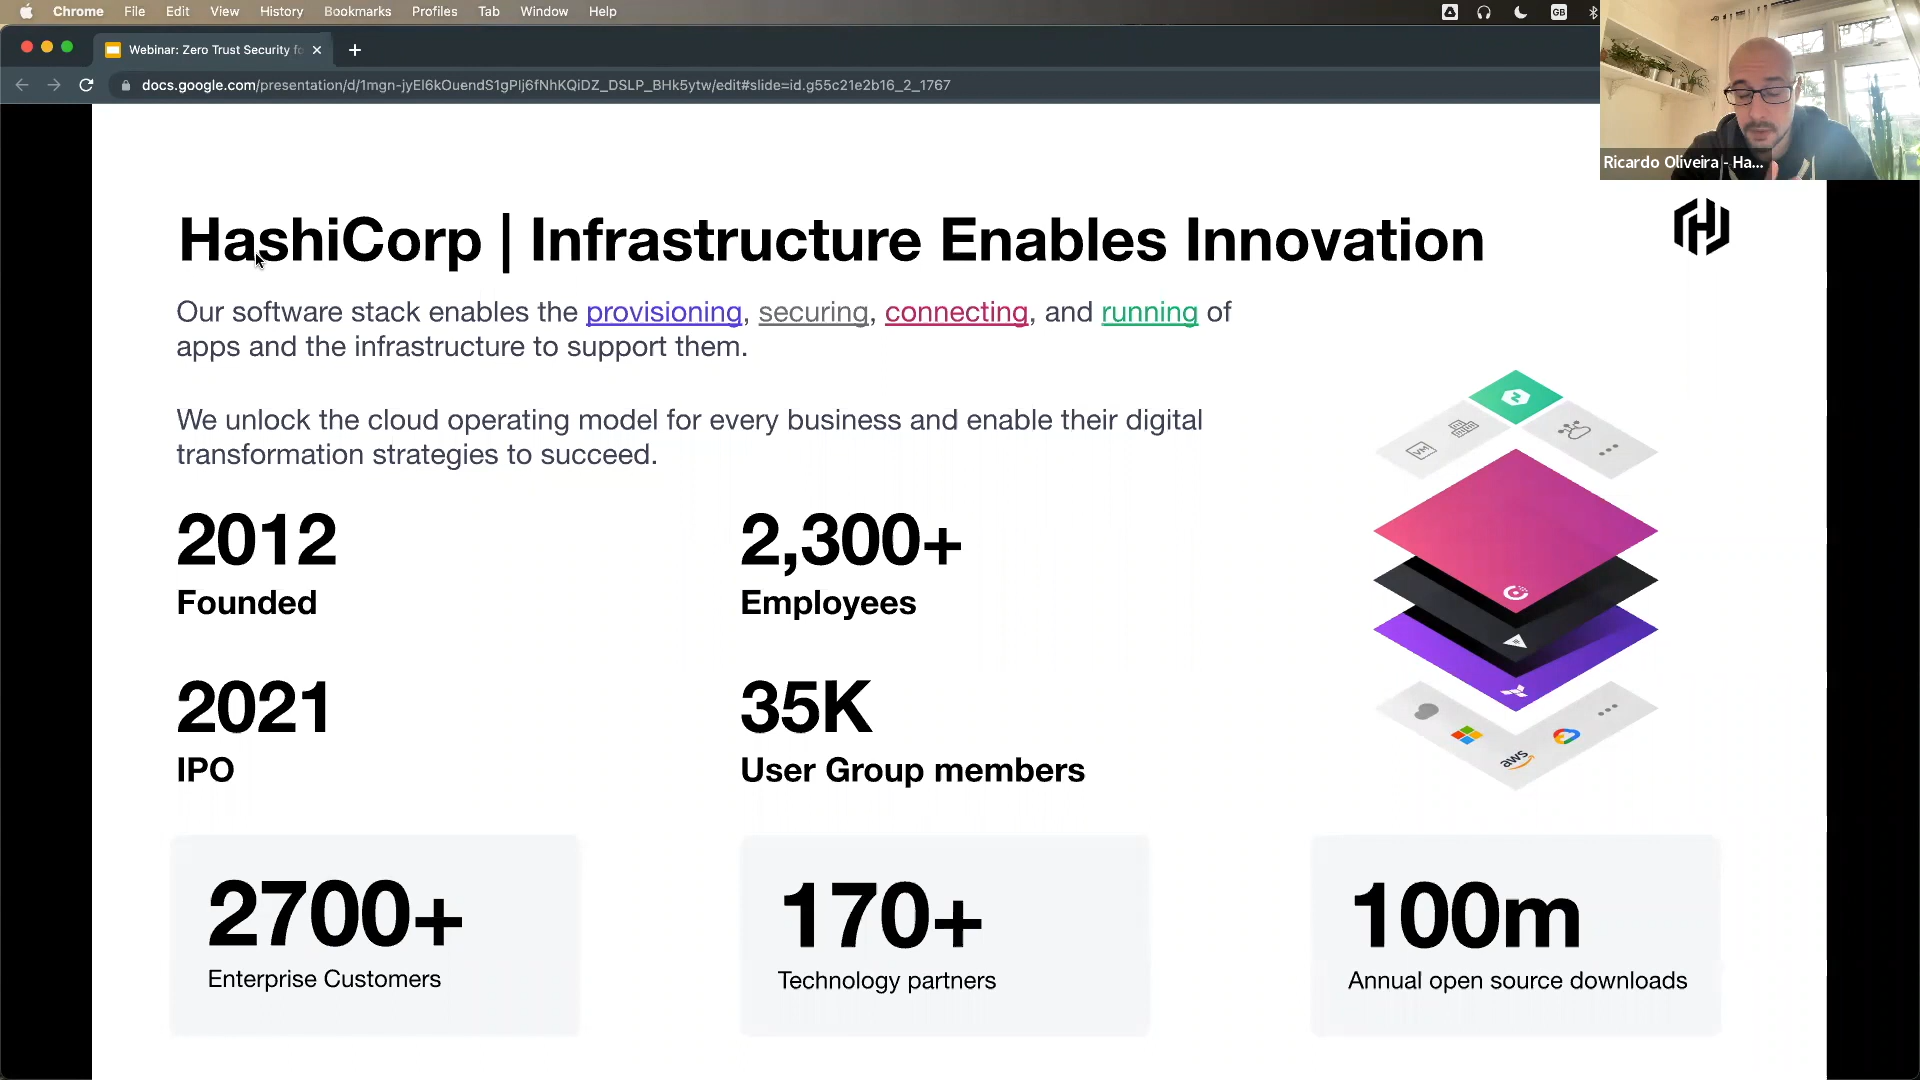 Chrome File Edit View History Bookmarks Profiles Tab Window Help
GB
Webinar: Zero Trust Security fo
docs.google.com/presentation/d/1mgn-jyEl6kOuendS1gPlj6fNhKQiDZ_DSLP_BHk5ytw/edit#slide=id.g55c21e2b16_2_1767
Ricardo Oliveira - Ha...
HashiCorp | Infrastructure Enables Innovation
Our software stack enables the provisioning, securing, connecting, and running of
apps and the infrastructure to support them.
We unlock the cloud operating model for every business and enable their digital
transformation strategies to succeed.
VM
aws
2012
Founded
2,300+
Employees
2021
IPO
35K
User Group members
2700+
Enterprise Customers
170+
Technology partners
100m
Annual open source downloads